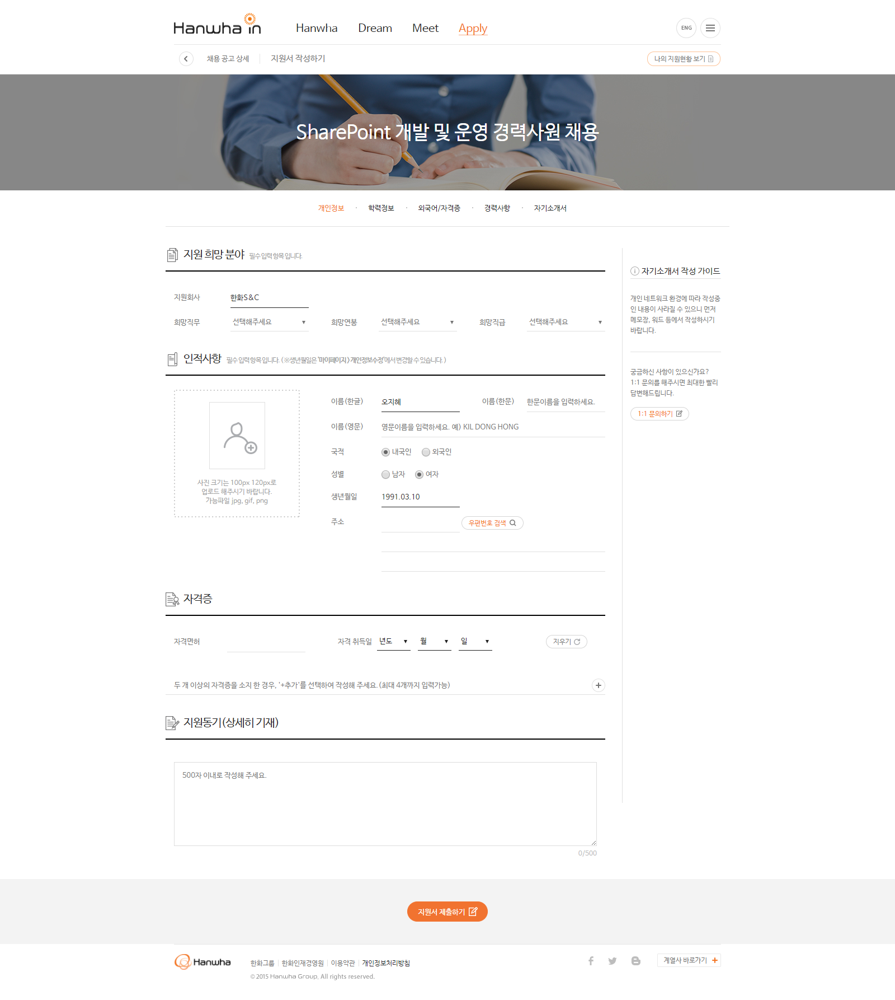 Hanwha in
Hanwha Dream Meet Apply
ENG
채용 공고 상세 지원서 작성하기
나의 지원현황 보기
SharePoint 개발 및 운영 경력사원 채용
개인정보 · 학력정보 · 외국어/자격증 · 경력사항 · 자기소개서
지원 희망 분야 필수 입력 항목 입니다.
지원회사 한화S&C
희망직무 선택해주세요 ▼ 희망연봉 선택해주세요 ▼ 희망직급 선택해주세요 ▼
자기소개서 작성 가이드
개인 네트워크 환경에 따라 작성중
인 내용이 사라질 수 있으니 먼저
메모장, 워드 등에서 작성하시기
바랍니다.
궁금하신 사항이 있으신가요?
1:1 문의를 해주시면 최대한 빨리
답변해드립니다.
1:1 문의하기
인적사항 필수 입력 항목 입니다. (※생년월일은 '마이페이지 > 개인정보수정'에서 변경할 수 있습니다.)
사진 크기는 100px 120px로
업로드 해주시기 바랍니다.
가능파일 jpg, gif, png
이름(한글) 오지혜 이름(한문) 한문이름을 입력하세요.
이름(영문) 영문이름을 입력하세요. 예) KIL DONG HONG
국적 내국인 외국인
성별 남자 여자
생년월일 1991.03.10
주소 우편번호 검색
자격증
자격면허 자격 취득일 년도 ▼ 월 ▼ 일 ▼ 지우기
두 개 이상의 자격증을 소지 한 경우, '+추가'를 선택하여 작성해 주세요.(최대 4개까지 입력가능)
지원동기(상세히 기재)
500자 이내로 작성해 주세요.
0/500
지원서 제출하기
Hanwha
한화그룹 한화인재경영원 이용약관 개인정보처리방침
계열사 바로가기 +
© 2015 Hanwha Group. All rights reserved.